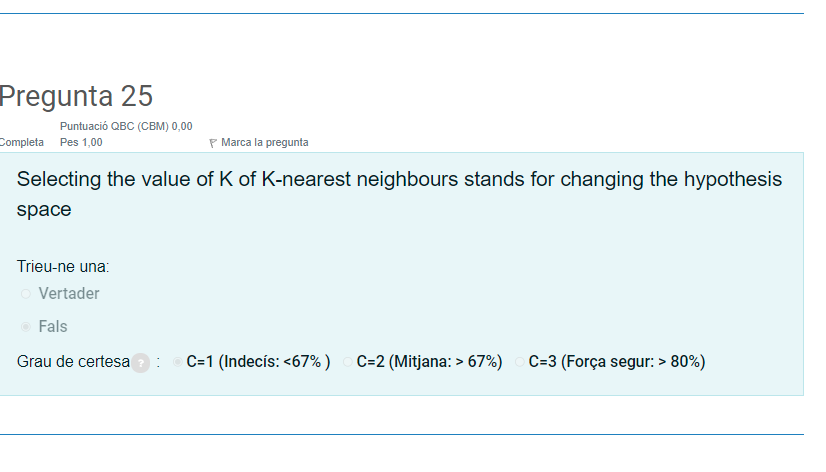 Pregunta 25
Puntuació QBC (CBM) 0,00
Completa Pes 1,00 Marca la pregunta
Selecting the value of K of K-nearest neighbours stands for changing the hypothesis
space
Trieu-ne una:
Vertader
Fals
Grau de certesa ? : C=1 (Indecís: <67% ) C=2 (Mitjana: > 67%) C=3 (Força segur: > 80%)